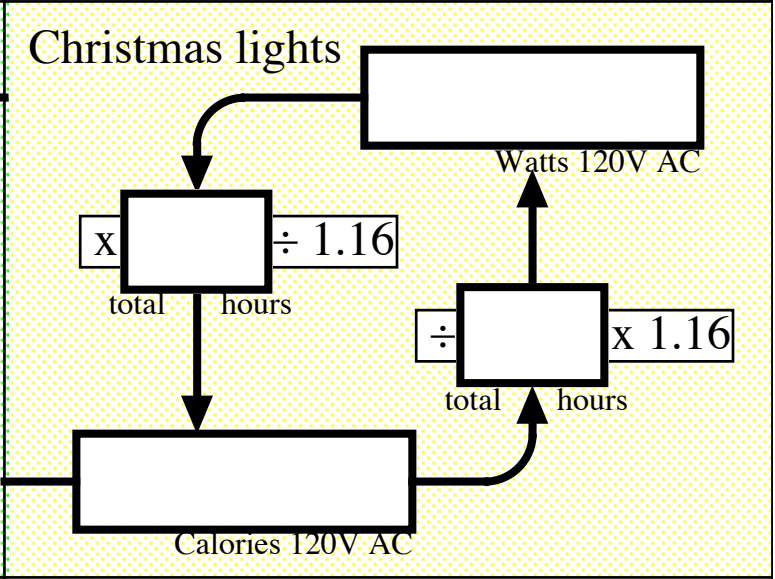 Christmas lights
Watts 120V AC
x ÷ 1.16
total hours
÷ x 1.16
total hours
Calories 120V AC